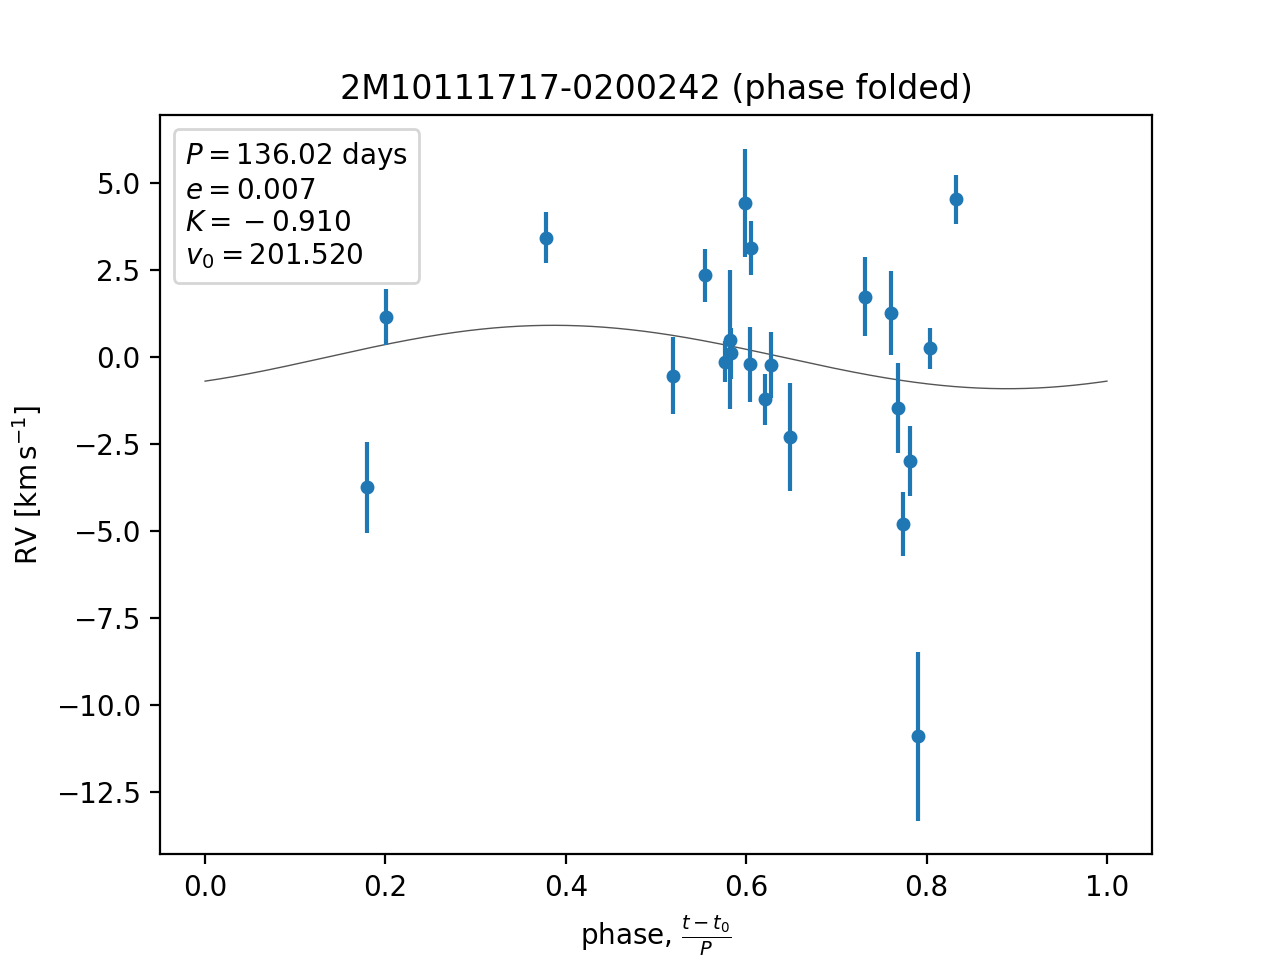 2M10111717-0200242 (phase folded)
P = 136.02 days
e = 0.007
K = −0.910
v₀ = 201.520
5.0
2.5
0.0
−2.5
−5.0
−7.5
−10.0
−12.5
RV [km s⁻¹]
0.0 0.2 0.4 0.6 0.8 1.0
phase, (t − t₀)/P